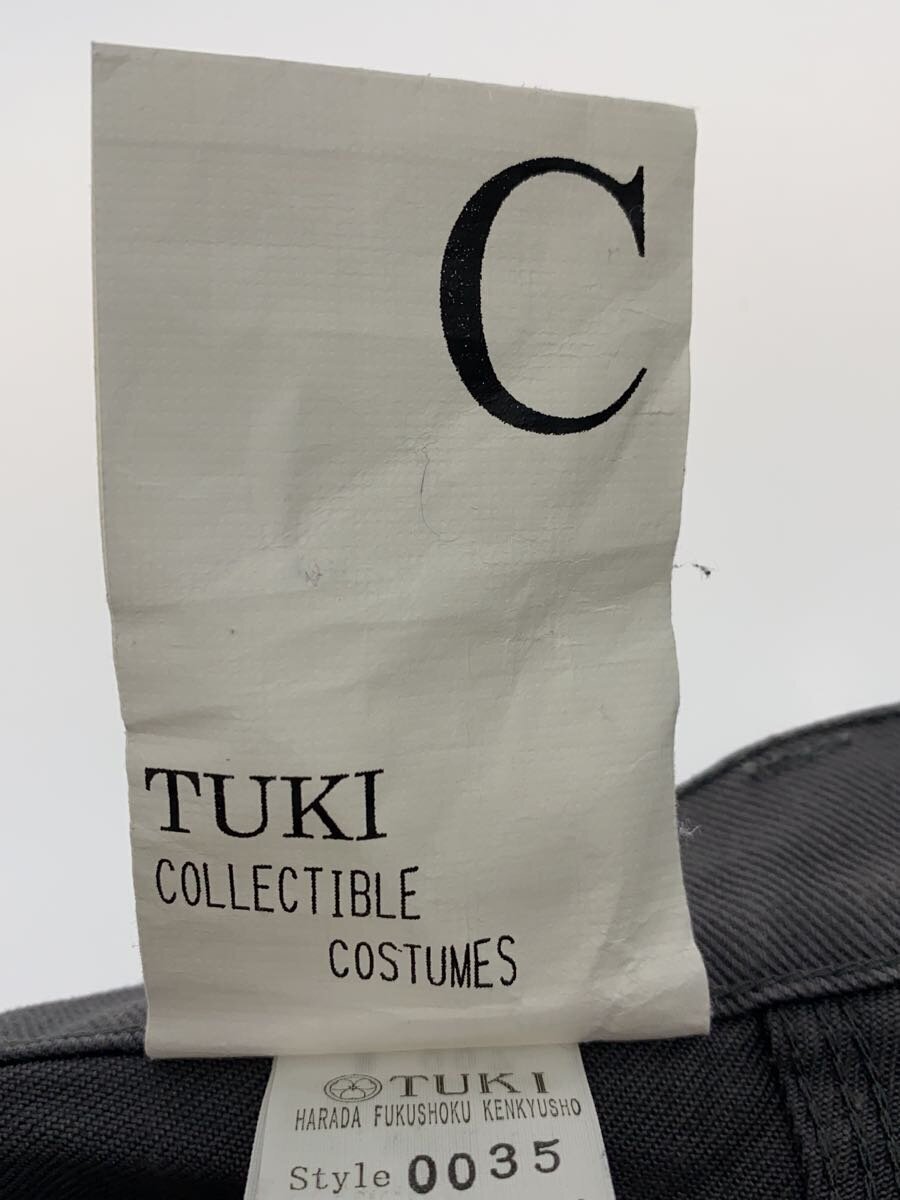 C
TUKI
COLLECTIBLE
COSTUMES
TUKI
HARADA FUKUSHOKU KENKYUSHO
Style 0035